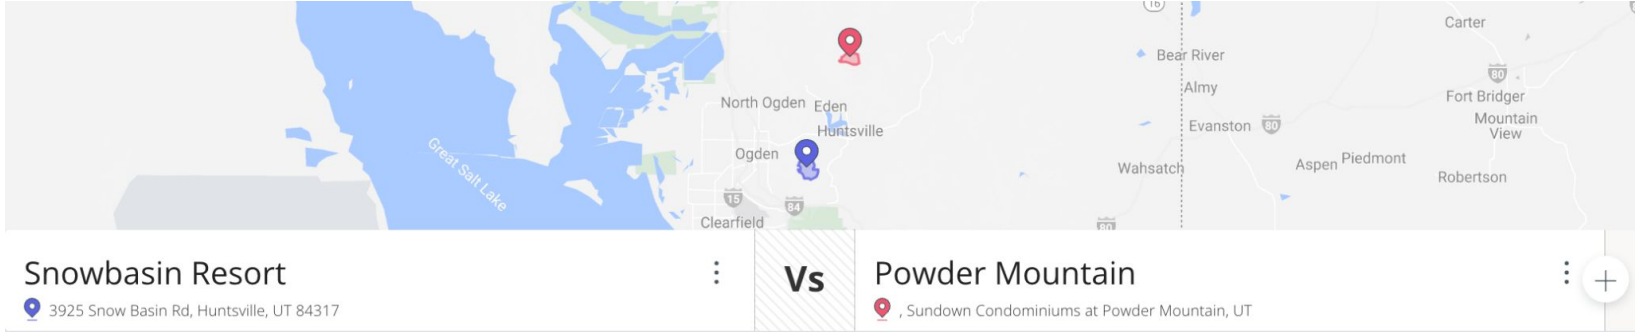 16
Carter
Bear River
80
Almy
Fort Bridger
North Ogden
Eden
Mountain
View
Huntsville
Evanston
80
Great Salt Lake
Ogden
Aspen
Piedmont
Wahsatch
Robertson
15
84
Clearfield
80
Snowbasin Resort
3925 Snow Basin Rd, Huntsville, UT 84317
Vs
Powder Mountain
, Sundown Condominiums at Powder Mountain, UT